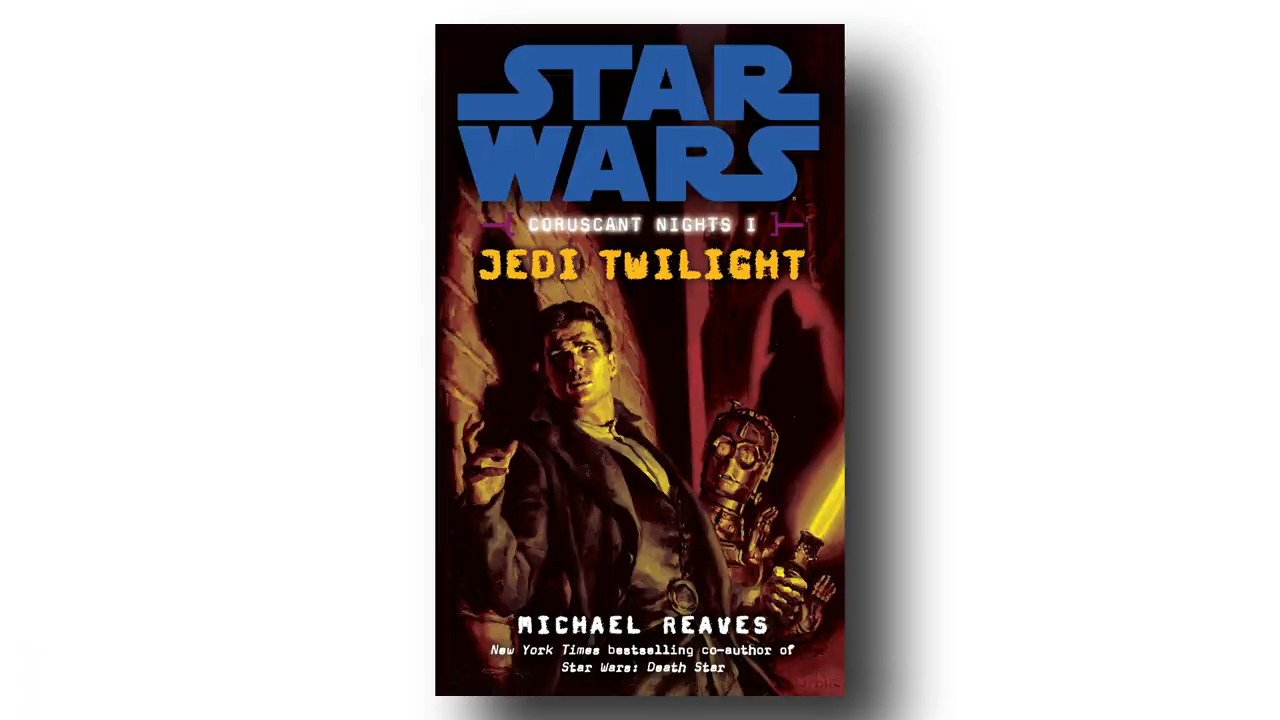 STAR
WARS
CORUSCANT NIGHTS I
JEDI TWILIGHT
MICHAEL REAVES
New York Times bestselling co-author of
Star Wars: Death Star